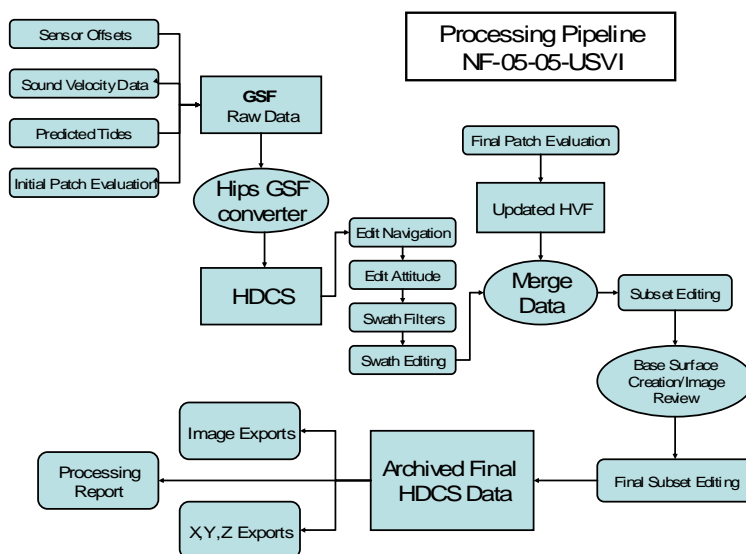 Processing Pipeline
NF-05-05-USVI
Sensor Offsets
Sound Velocity Data
Predicted Tides
Initial Patch Evaluation
GSF
Raw Data
Hips GSF
converter
HDCS
Edit Navigation
Edit Attitude
Swath Filters
Swath Editing
Final Patch Evaluation
Updated HVF
Merge
Data
Subset Editing
Base Surface
Creation/Image
Review
Final Subset Editing
Archived Final
HDCS Data
Image Exports
Processing
Report
X,Y,Z Exports